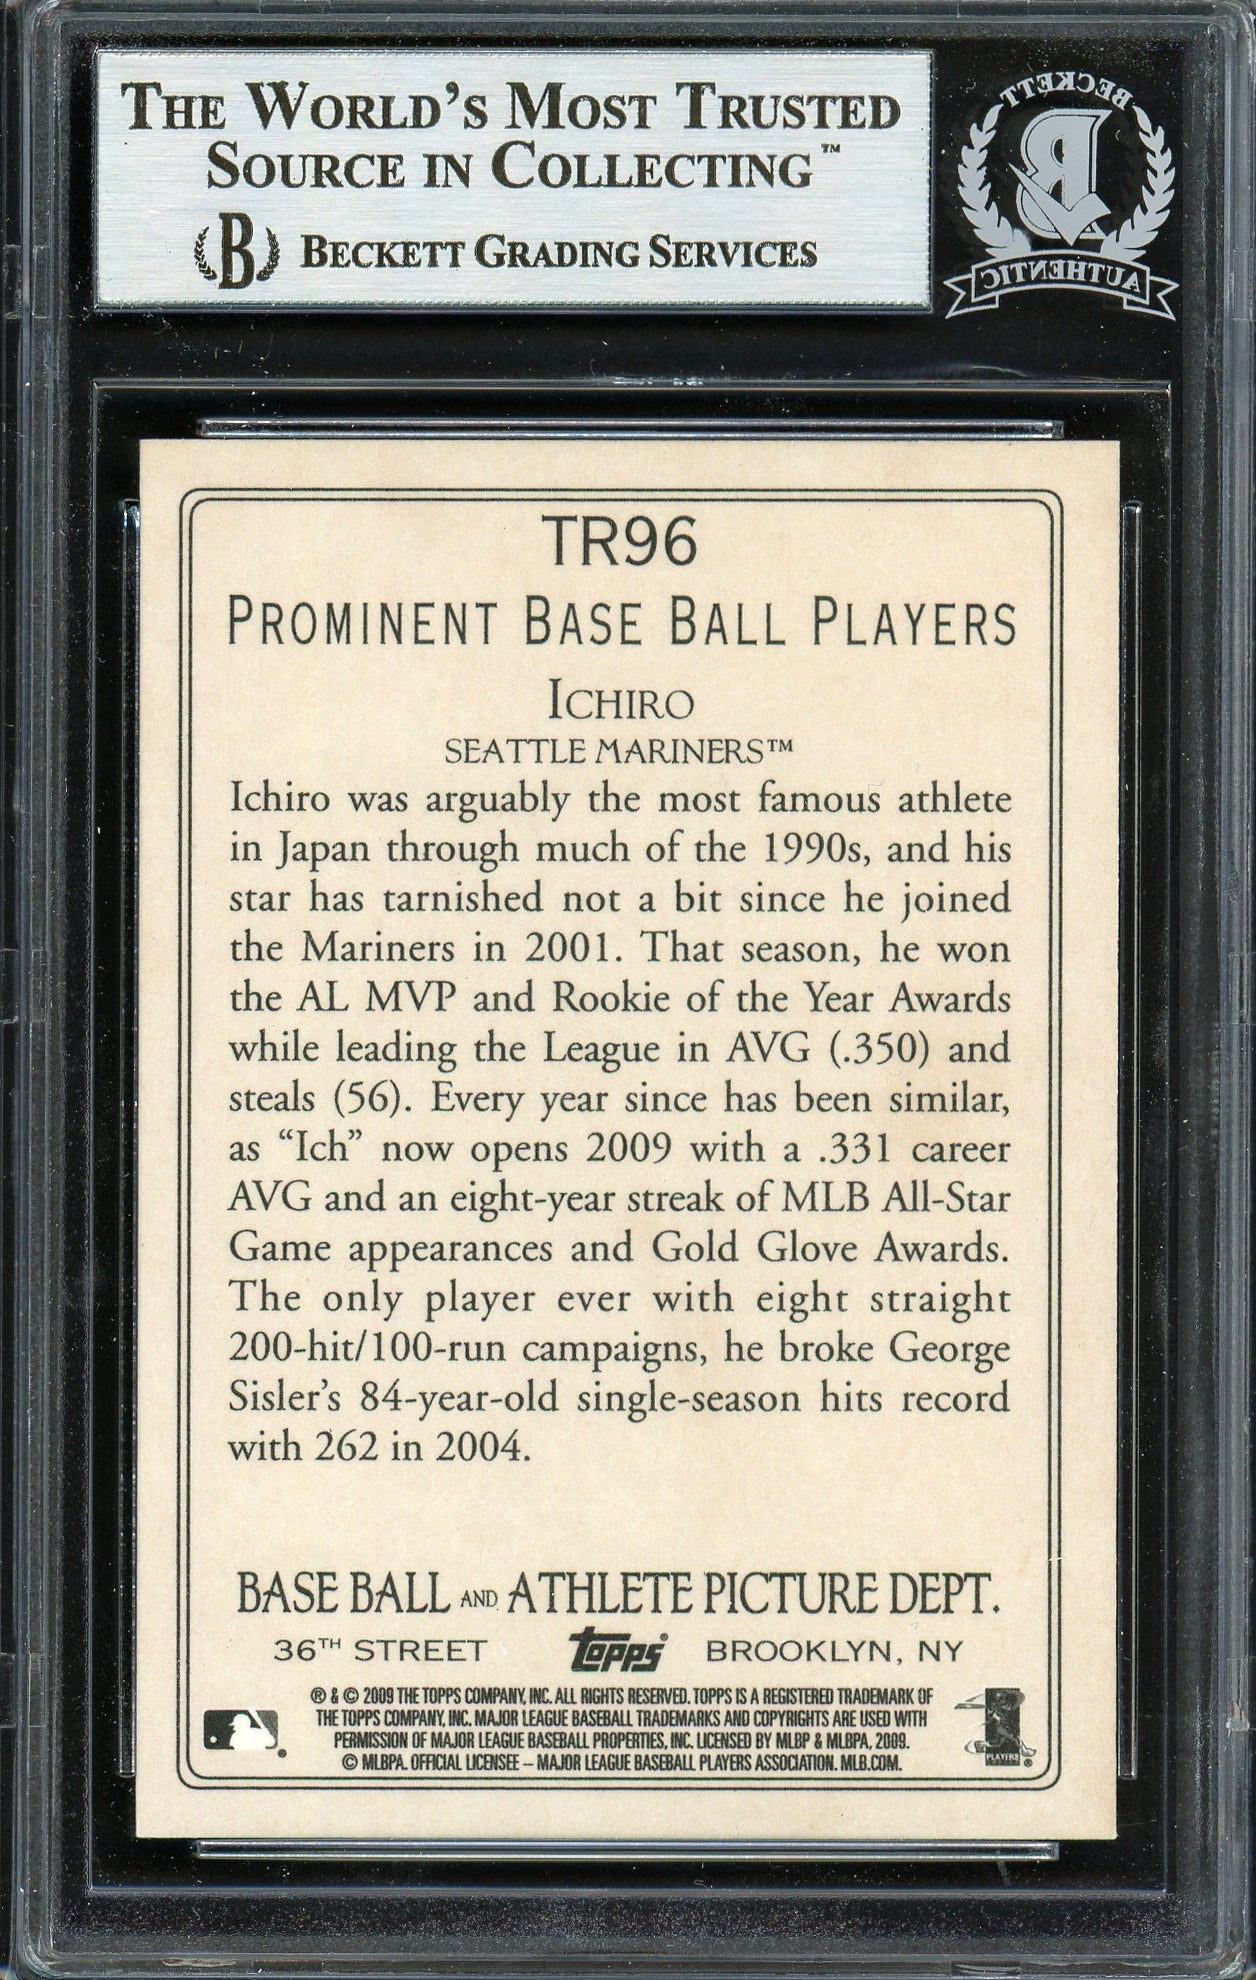 THE WORLD'S MOST TRUSTED
SOURCE IN COLLECTING™
B BECKETT GRADING SERVICES
BECKETT
B
AUTHENTIC
TR96
PROMINENT BASE BALL PLAYERS
ICHIRO
SEATTLE MARINERS™
Ichiro was arguably the most famous athlete
in Japan through much of the 1990s, and his
star has tarnished not a bit since he joined
the Mariners in 2001. That season, he won
the AL MVP and Rookie of the Year Awards
while leading the League in AVG (.350) and
steals (56). Every year since has been similar,
as “Ich” now opens 2009 with a .331 career
AVG and an eight-year streak of MLB All-Star
Game appearances and Gold Glove Awards.
The only player ever with eight straight
200-hit/100-run campaigns, he broke George
Sisler's 84-year-old single-season hits record
with 262 in 2004.
BASE BALL AND ATHLETE PICTURE DEPT.
36TH STREET topps® BROOKLYN, NY
® & © 2009 THE TOPPS COMPANY, INC. ALL RIGHTS RESERVED. TOPPS IS A REGISTERED TRADEMARK OF
THE TOPPS COMPANY, INC. MAJOR LEAGUE BASEBALL TRADEMARKS AND COPYRIGHTS ARE USED WITH
PERMISSION OF MAJOR LEAGUE BASEBALL PROPERTIES, INC. LICENSED BY MLBP & MLBPA, 2009.
© MLBPA. OFFICIAL LICENSEE – MAJOR LEAGUE BASEBALL PLAYERS ASSOCIATION. MLB.COM.
PLAYERS